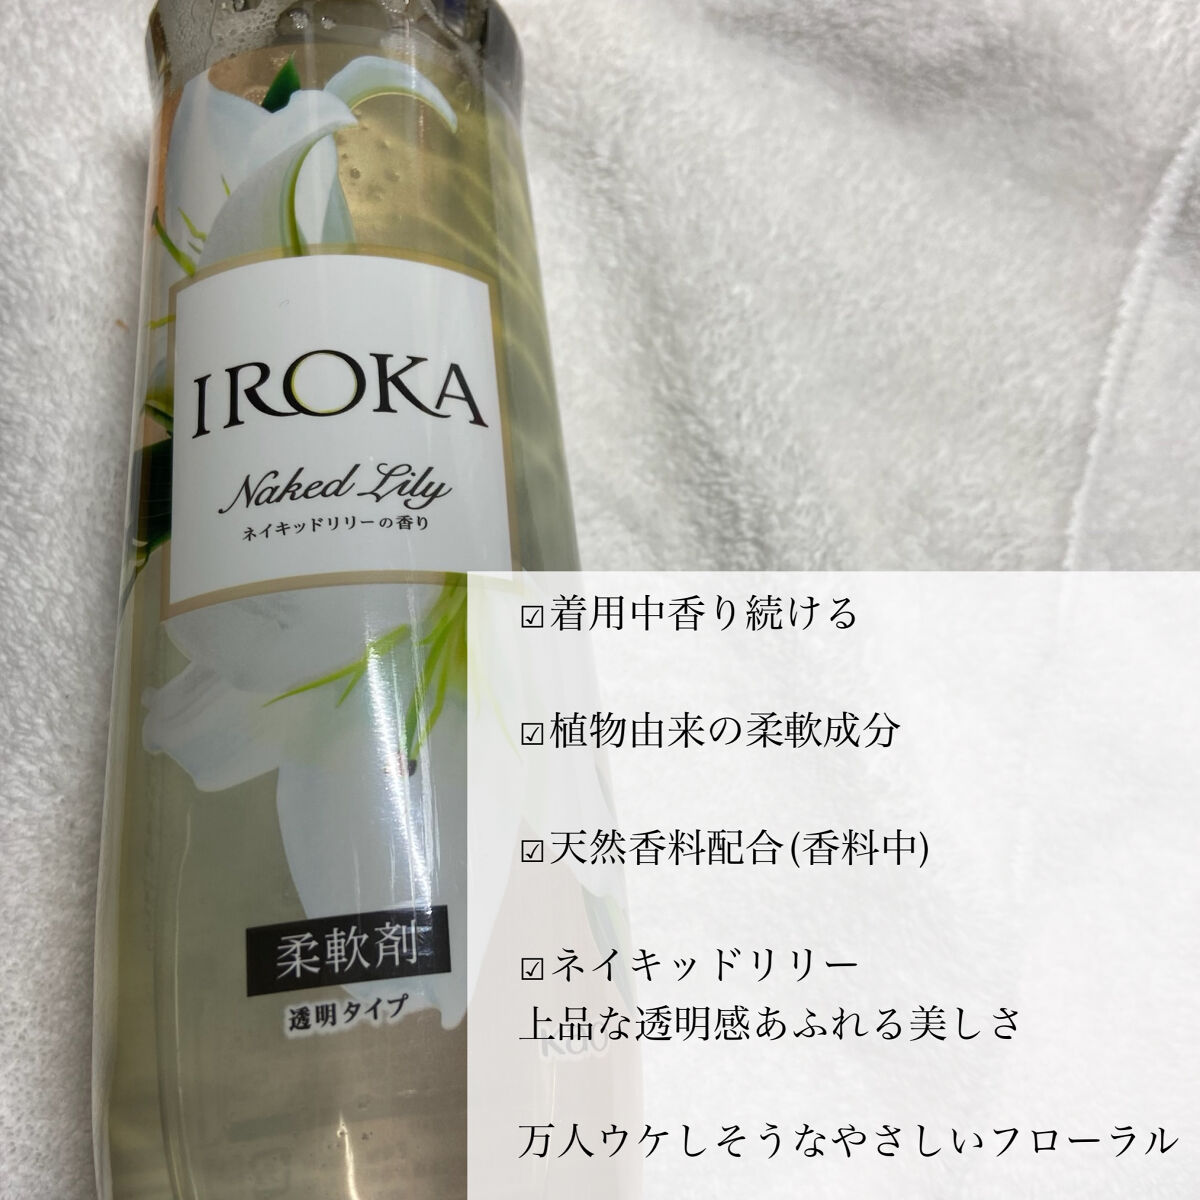 IROKA
Naked Lily
ネイキッドリリーの香り
☑着用中香り続ける
☑植物由来の柔軟成分
☑天然香料配合(香料中)
柔軟剤
☑ネイキッドリリー
透明タイプ
上品な透明感あふれる美しさ
Kao
万人ウケしそうなやさしいフローラル